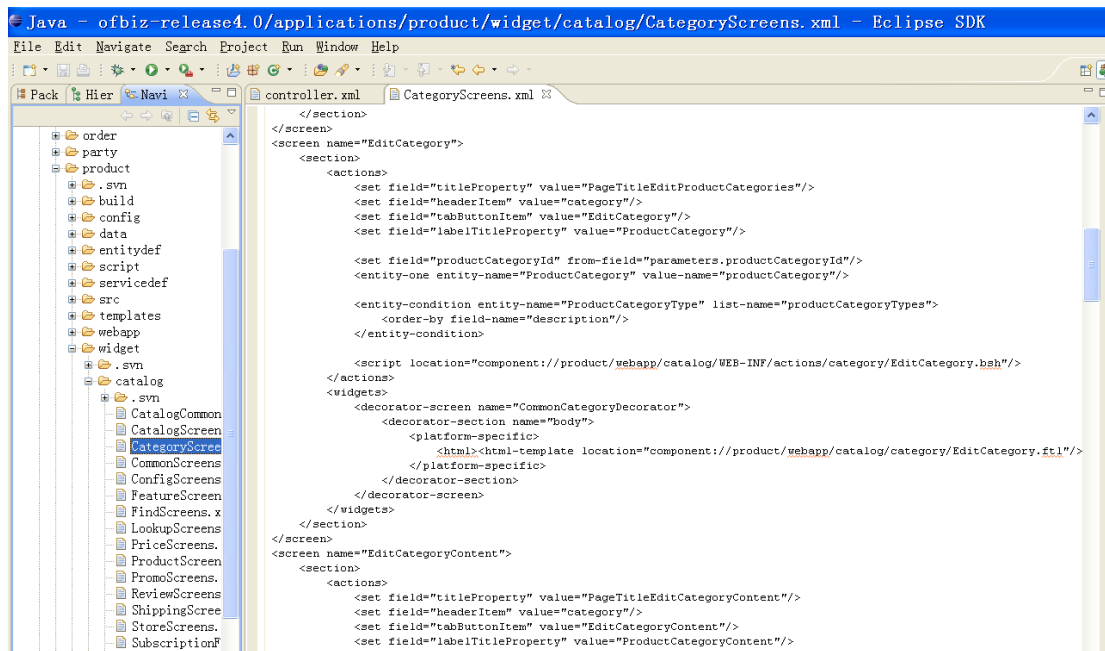 Java - ofbiz-release4.0/applications/product/widget/catalog/CategoryScreens.xml - Eclipse SDK
File Edit Navigate Search Project Run Window Help
Pack Hier Navi
controller.xml CategoryScreens.xml
order
party
product
.svn
build
config
data
entitydef
script
servicedef
src
templates
webapp
widget
.svn
catalog
.svn
CatalogCommon
CatalogScreen
CategoryScree
CommonScreens
ConfigScreens
FeatureScreen
FindScreens.x
LookupScreens
PriceScreens.
ProductScreen
PromoScreens.
ReviewScreens
ShippingScree
StoreScreens.
SubscriptionF
</section>
</screen>
<screen name="EditCategory">
<section>
<actions>
<set field="titleProperty" value="PageTitleEditProductCategories"/>
<set field="headerItem" value="category"/>
<set field="tabButtonItem" value="EditCategory"/>
<set field="labelTitleProperty" value="ProductCategory"/>
<set field="productCategoryId" from-field="parameters.productCategoryId"/>
<entity-one entity-name="ProductCategory" value-name="productCategory"/>
<entity-condition entity-name="ProductCategoryType" list-name="productCategoryTypes">
<order-by field-name="description"/>
</entity-condition>
<script location="component://product/webapp/catalog/WEB-INF/actions/category/EditCategory.bsh"/>
</actions>
<widgets>
<decorator-screen name="CommonCategoryDecorator">
<decorator-section name="body">
<platform-specific>
<html><html-template location="component://product/webapp/catalog/category/EditCategory.ftl"/>
</platform-specific>
</decorator-section>
</decorator-screen>
</widgets>
</section>
</screen>
<screen name="EditCategoryContent">
<section>
<actions>
<set field="titleProperty" value="PageTitleEditCategoryContent"/>
<set field="headerItem" value="category"/>
<set field="tabButtonItem" value="EditCategoryContent"/>
<set field="labelTitleProperty" value="ProductCategoryContent"/>